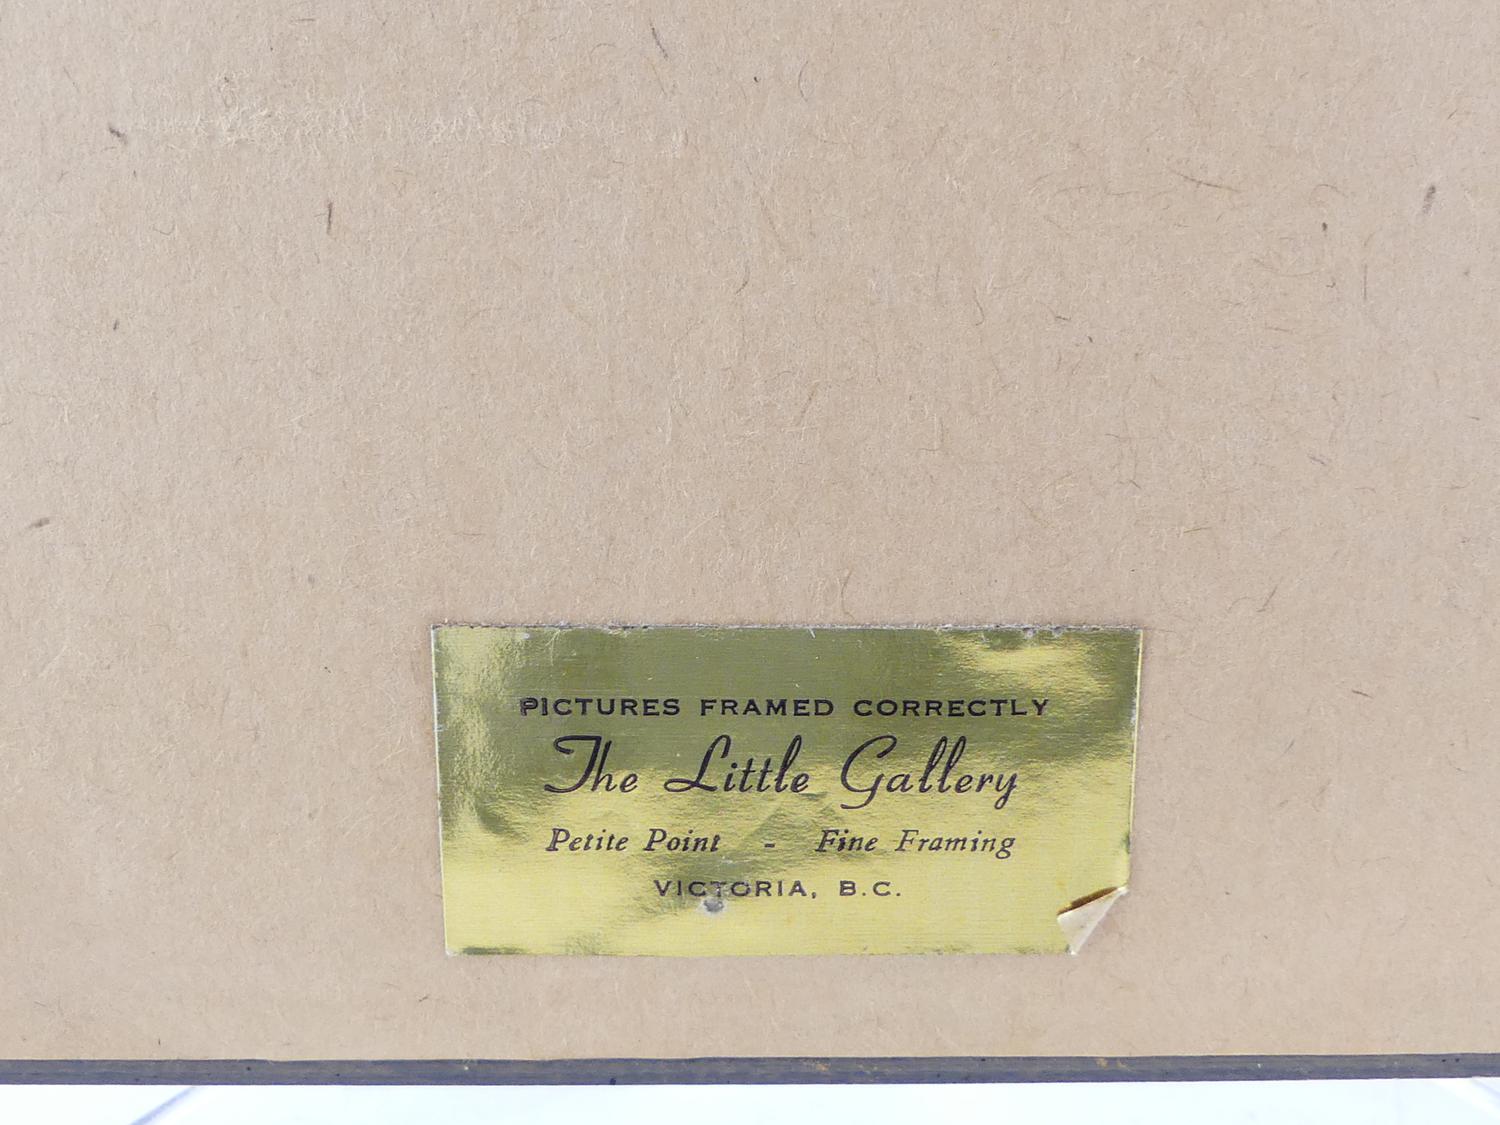 PICTURES FRAMED CORRECTLY
The Little Gallery
Petite Point - Fine Framing
VICTORIA, B.C.